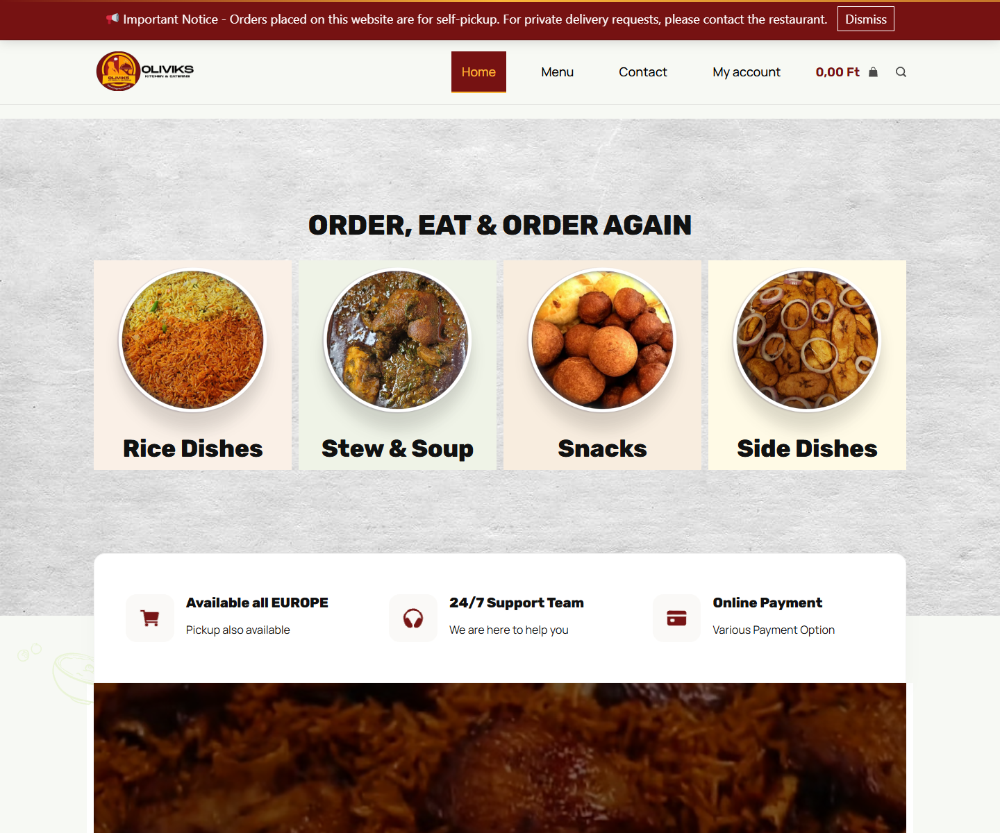 Important Notice - Orders placed on this website are for self-pickup. For private delivery requests, please contact the restaurant. Dismiss
OLIVIKS
OLIVIKS
KITCHEN & CATERING
Home Menu Contact My account 0,00 Ft
ORDER, EAT & ORDER AGAIN
Rice Dishes Stew & Soup Snacks Side Dishes
Available all EUROPE
Pickup also available
24/7 Support Team
We are here to help you
Online Payment
Various Payment Option